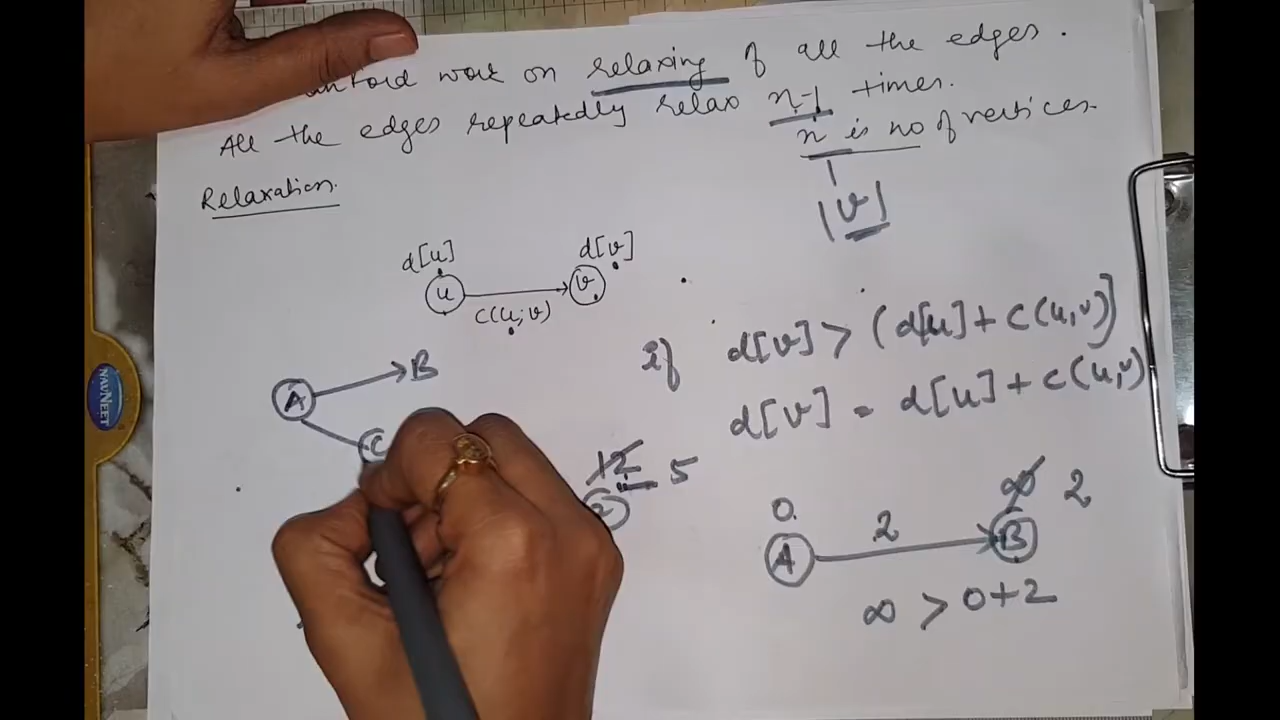 work on relaxing of all the edges.
All the edges repeatedly relax n-1 times.
n is no of vertices.
|v|
Relaxation.
d[u] d[v]
u v
C(u,v)
if d[v] > (d[u] + c(u,v)]
d[v] = d[u] + c(u,v)
A B
C
12 5
0 ∞ 2
A 2 B
∞ > 0+2
NAVNEET